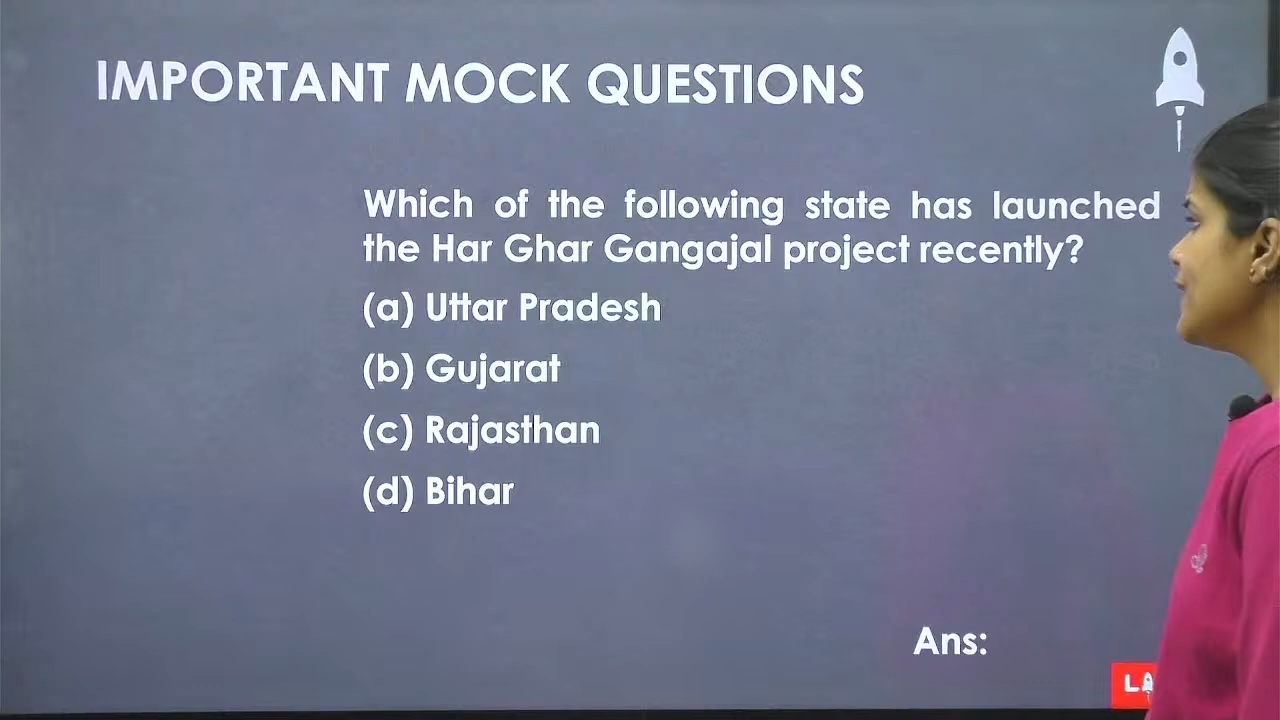 IMPORTANT MOCK QUESTIONS
Which of the following state has launched
the Har Ghar Gangajal project recently?
(a) Uttar Pradesh
(b) Gujarat
(c) Rajasthan
(d) Bihar
Ans: